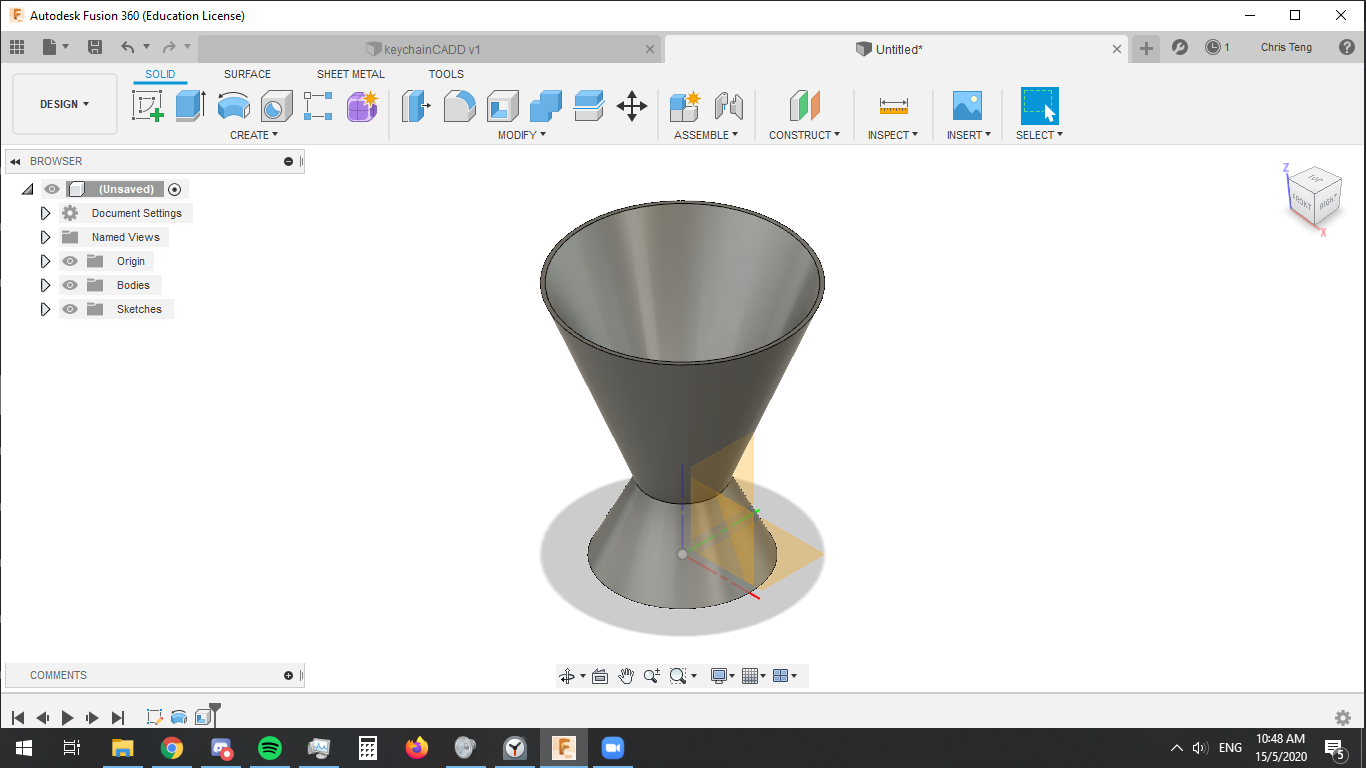 Autodesk Fusion 360 (Education License)
keychainCADD v1
Untitled*
1
Chris Teng
SOLID SURFACE SHEET METAL TOOLS
DESIGN
CREATE MODIFY ASSEMBLE CONSTRUCT INSPECT INSERT SELECT
BROWSER
(Unsaved)
Document Settings
Named Views
Origin
Bodies
Sketches
Z
TOP
FRONT
RIGHT
X
COMMENTS
ENG
10:48 AM
15/5/2020
5